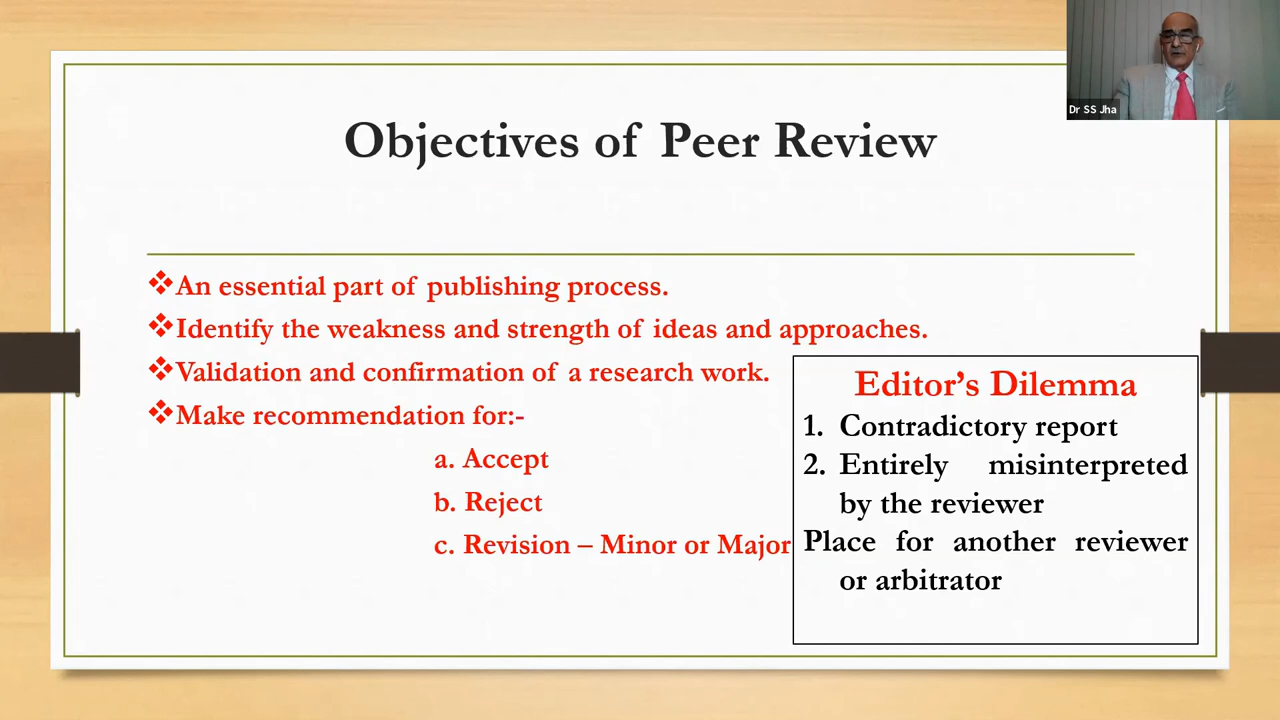 Dr SS Jha
Objectives of Peer Review
❖An essential part of publishing process.
❖Identify the weakness and strength of ideas and approaches.
❖Validation and confirmation of a research work.
❖Make recommendation for:-
a. Accept
b. Reject
c. Revision – Minor or Major
Editor’s Dilemma
1. Contradictory report
2. Entirely misinterpreted
by the reviewer
Place for another reviewer
or arbitrator